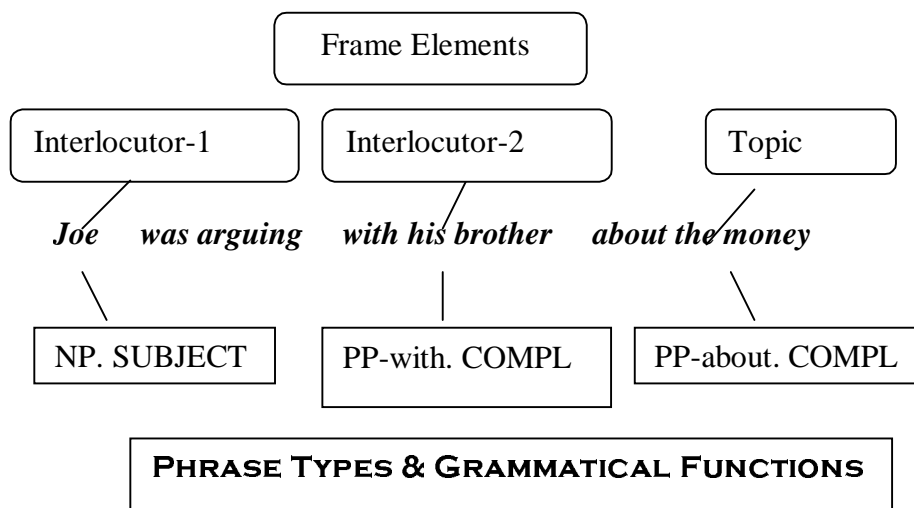 Frame Elements
Interlocutor-1 Interlocutor-2 Topic
Joe was arguing with his brother about the money
NP. SUBJECT PP-with. COMPL PP-about. COMPL
PHRASE TYPES & GRAMMATICAL FUNCTIONS